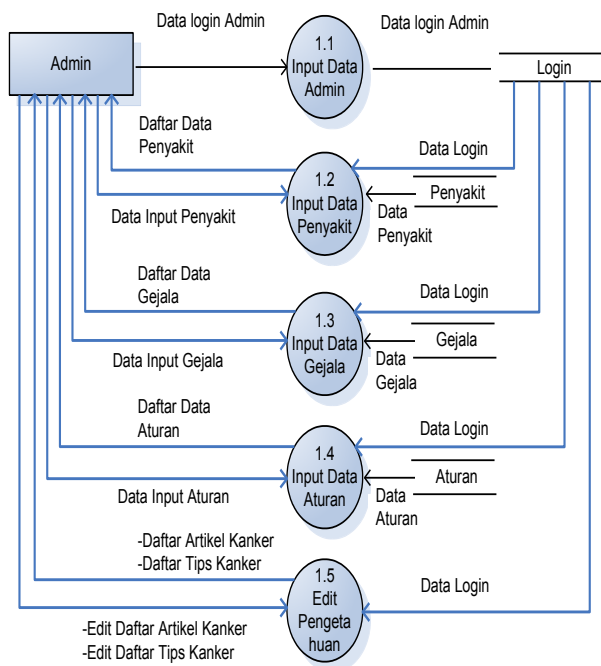 Data login Admin
Data login Admin
Admin
1.1
Input Data
Admin
Login
Daftar Data
Penyakit
Data Login
1.2
Input Data
Penyakit
Penyakit
Data Input Penyakit
Data
Penyakit
Daftar Data
Gejala
Data Login
1.3
Input Data
Gejala
Gejala
Data Input Gejala
Data
Gejala
Daftar Data
Aturan
Data Login
1.4
Input Data
Aturan
Aturan
Data Input Aturan
Data
Aturan
-Daftar Artikel Kanker
-Daftar Tips Kanker
1.5
Edit
Pengeta
huan
Data Login
-Edit Daftar Artikel Kanker
-Edit Daftar Tips Kanker